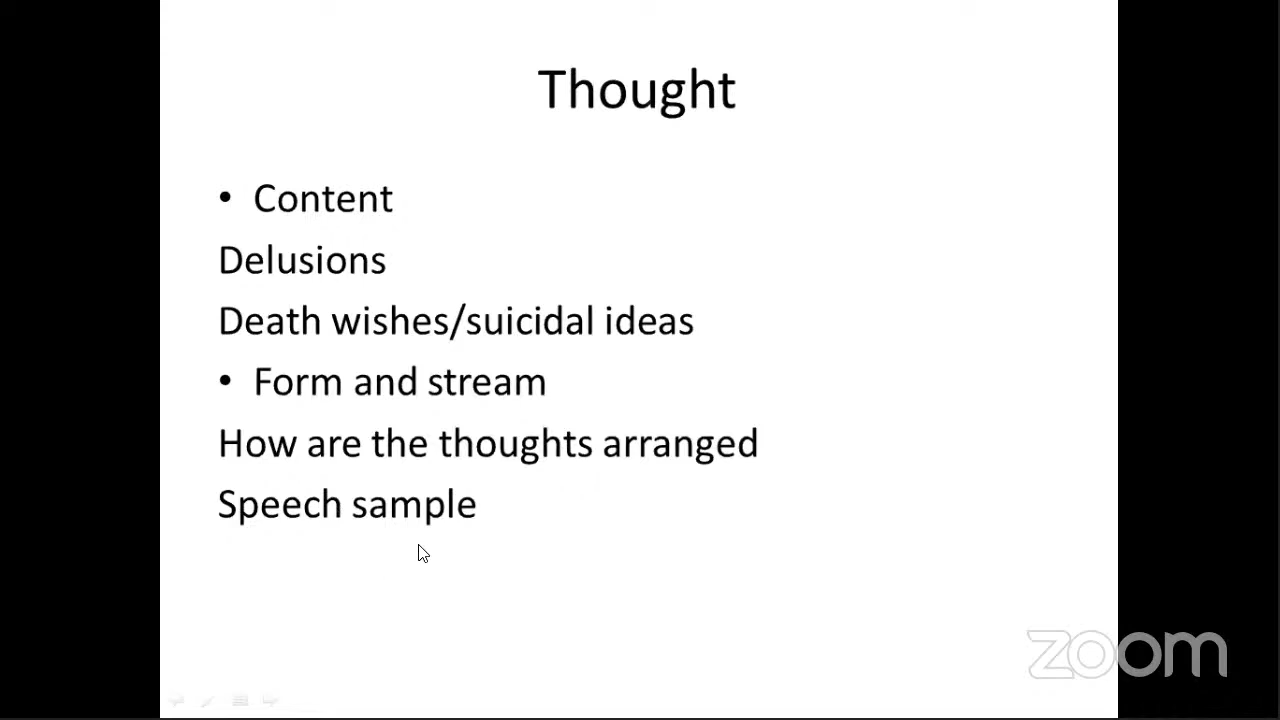 Thought
• Content
Delusions
Death wishes/suicidal ideas
• Form and stream
How are the thoughts arranged
Speech sample
zoom